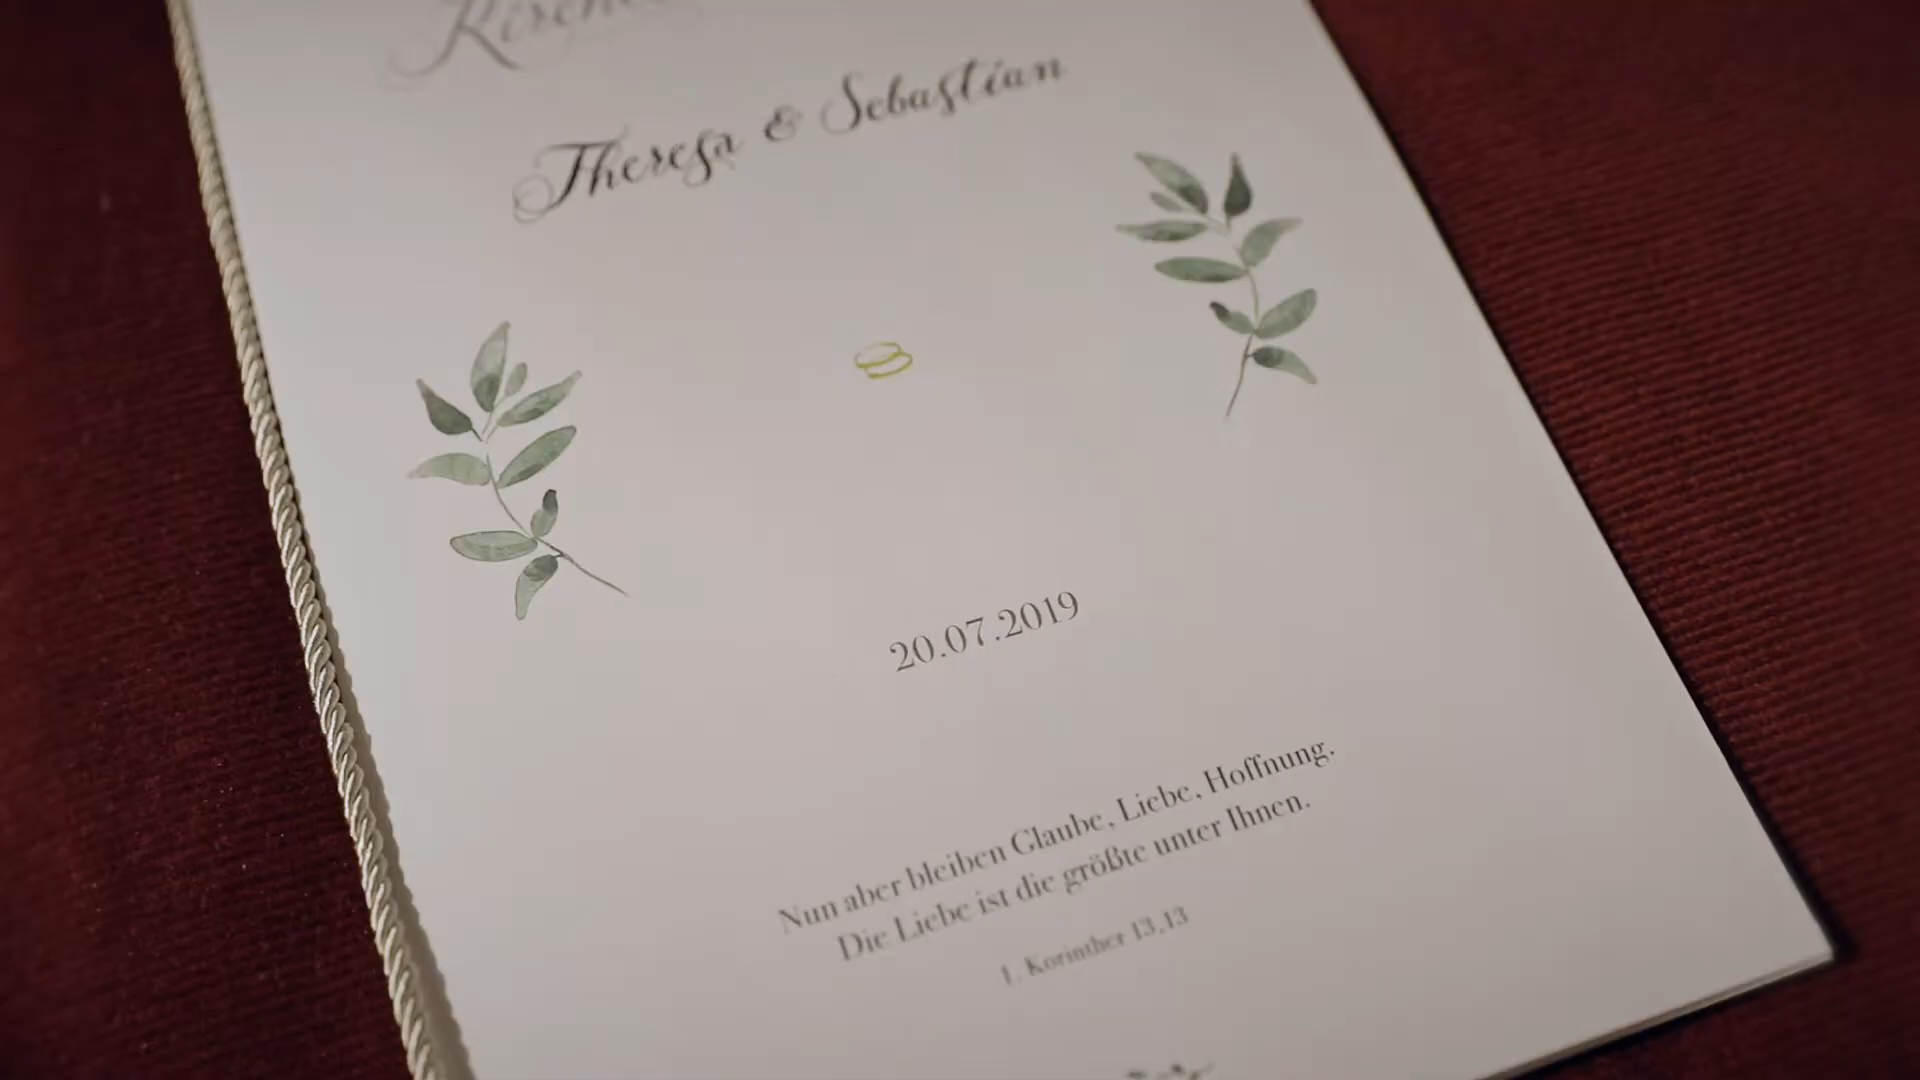 Theresa & Sebastian
20.07.2019
Nun aber bleiben Glaube, Liebe, Hoffnung.
Die Liebe ist die größte unter Ihnen.
1. Korinther 13,13